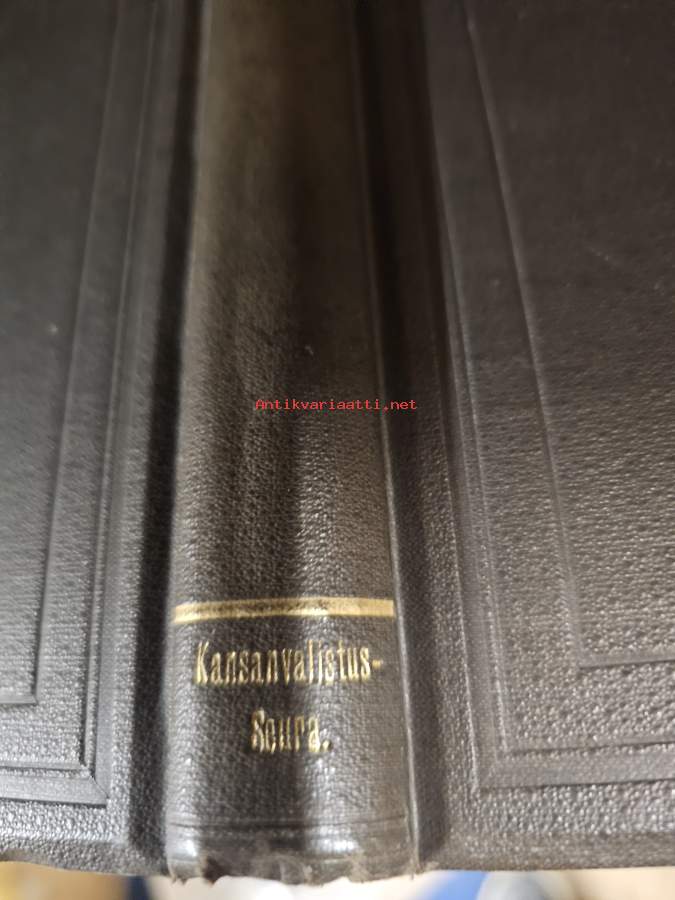 Antikvariaatti.net
Kansanvalistus-
Seura.